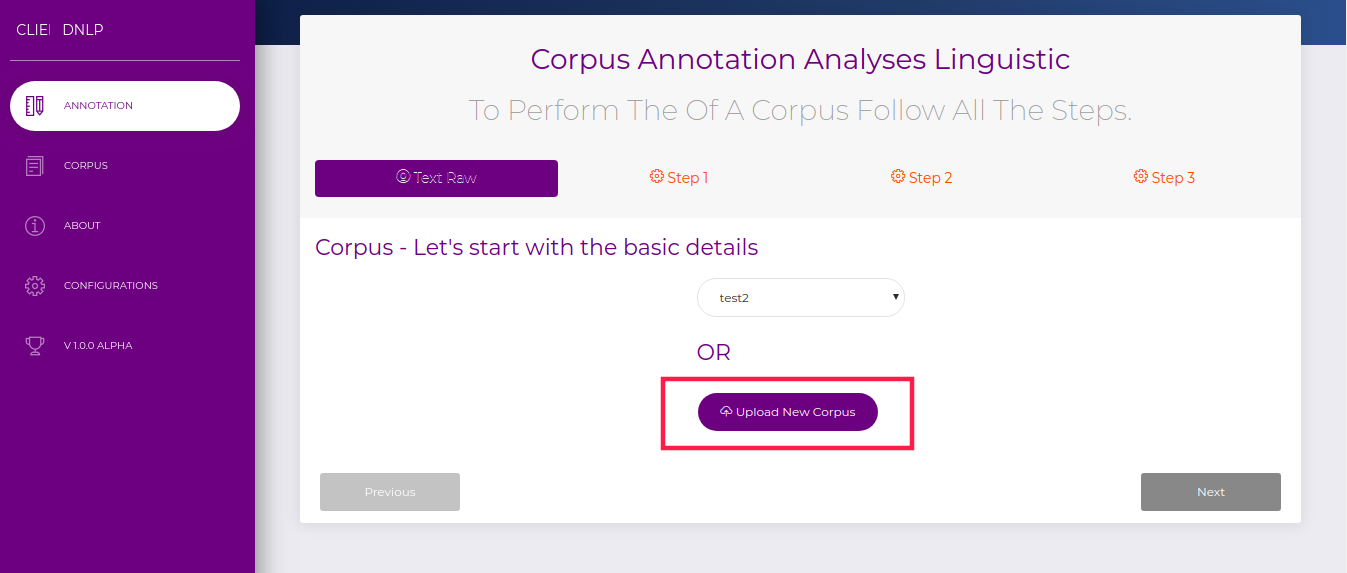 CLIE DNLP
ANNOTATION
CORPUS
ABOUT
CONFIGURATIONS
V 1.0.0 ALPHA
Corpus Annotation Analyses Linguistic
To Perform The Of A Corpus Follow All The Steps.
Text Raw Step 1 Step 2 Step 3
Corpus - Let's start with the basic details
test2
OR
Upload New Corpus
Previous Next